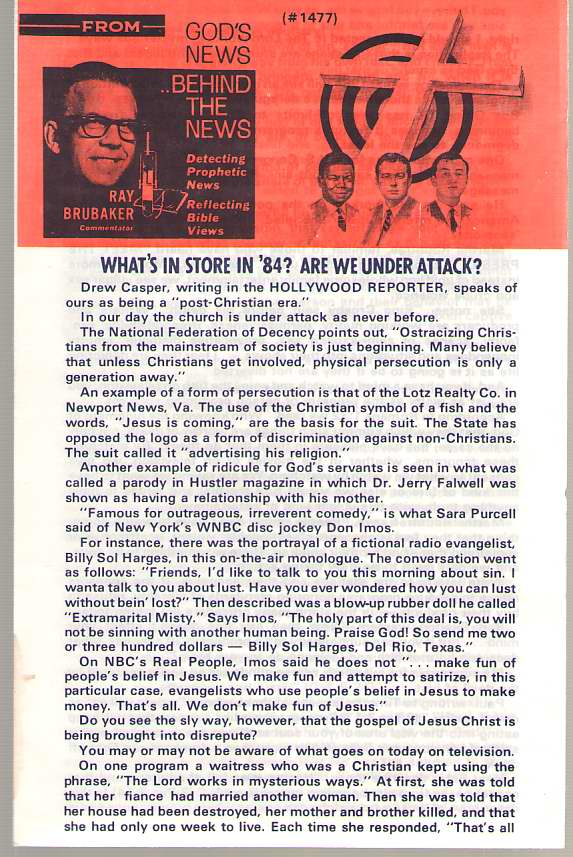 FROM
GOD'S
NEWS
..BEHIND
THE
NEWS
Detecting
Prophetic
News
Reflecting
Bible
Views
RAY
BRUBAKER
Commentator
(#1477)
WHAT'S IN STORE IN '84? ARE WE UNDER ATTACK?
Drew Casper, writing in the HOLLYWOOD REPORTER, speaks of
ours as being a "post-Christian era."
In our day the church is under attack as never before.
The National Federation of Decency points out, "Ostracizing Chris-
tians from the mainstream of society is just beginning. Many believe
that unless Christians get involved, physical persecution is only a
generation away."
An example of a form of persecution is that of the Lotz Realty Co. in
Newport News, Va. The use of the Christian symbol of a fish and the
words, "Jesus is coming," are the basis for the suit. The State has
opposed the logo as a form of discrimination against non-Christians.
The suit called it "advertising his religion."
Another example of ridicule for God's servants is seen in what was
called a parody in Hustler magazine in which Dr. Jerry Falwell was
shown as having a relationship with his mother.
"Famous for outrageous, irreverent comedy," is what Sara Purcell
said of New York's WNBC disc jockey Don Imos.
For instance, there was the portrayal of a fictional radio evangelist,
Billy Sol Harges, in this on-the-air monologue. The conversation went
as follows: "Friends, I'd like to talk to you this morning about sin. I
wanta talk to you about lust. Have you ever wondered how you can lust
without bein' lost?" Then described was a blow-up rubber doll he called
"Extramarital Misty." Says Imos, "The holy part of this deal is, you will
not be sinning with another human being. Praise God! So send me two
or three hundred dollars — Billy Sol Harges, Del Rio, Texas."
On NBC's Real People, Imos said he does not "... make fun of
people's belief in Jesus. We make fun and attempt to satirize, in this
particular case, evangelists who use people's belief in Jesus to make
money. That's all. We don't make fun of Jesus."
Do you see the sly way, however, that the gospel of Jesus Christ is
being brought into disrepute?
You may or may not be aware of what goes on today on television.
On one program a waitress who was a Christian kept using the
phrase, "The Lord works in mysterious ways." At first, she was told
that her fiance had married another woman. Then she was told that
her house had been destroyed, her mother and brother killed, and that
she had only one week to live. Each time she responded, "That's all